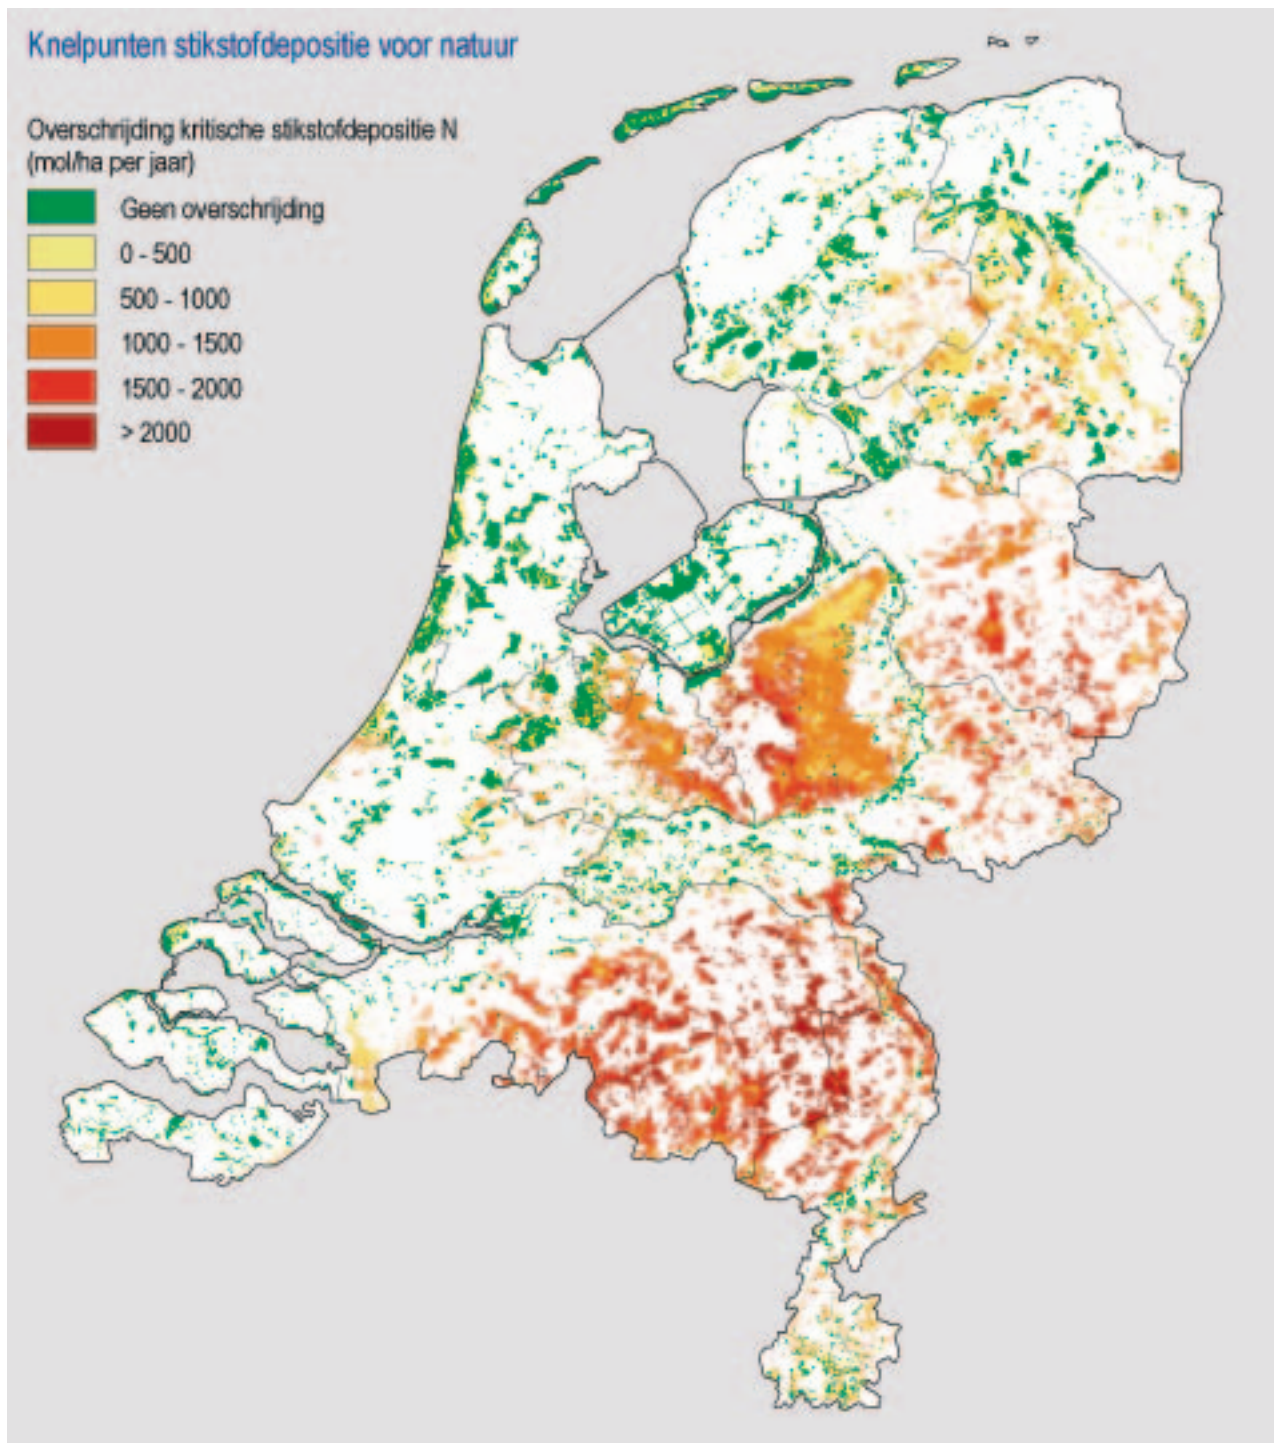 Knelpunten stikstofdepositie voor natuur
Overschrijding kritische stikstofdepositie N
(mol/ha per jaar)
Geen overschrijding
0 - 500
500 - 1000
1000 - 1500
1500 - 2000
> 2000